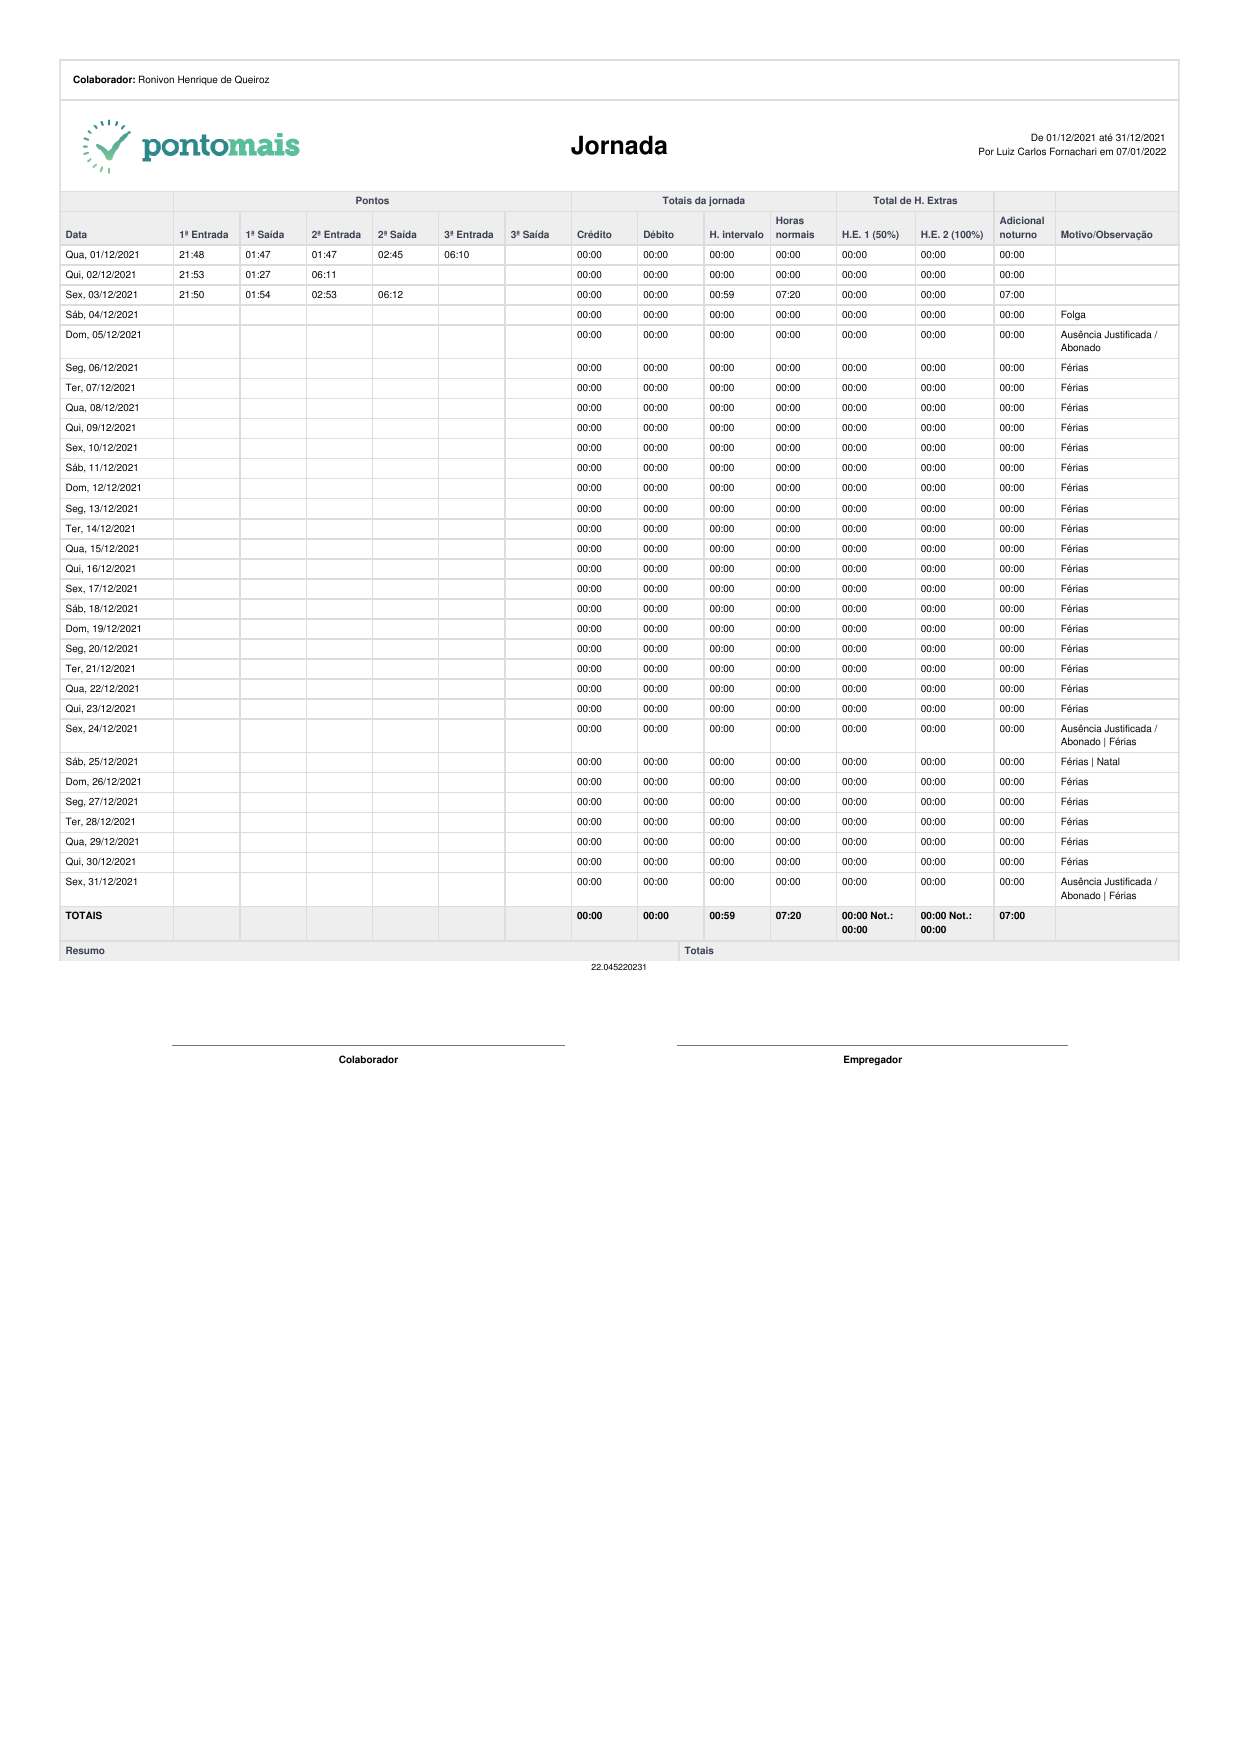 Colaborador: Ronivon Henrique de Queiroz
pontomais
Jornada
De 01/12/2021 até 31/12/2021
Por Luiz Carlos Fornachari em 07/01/2022
Pontos Totais da jornada Total de H. Extras
Data 1ª Entrada 1ª Saída 2ª Entrada 2ª Saída 3ª Entrada 3ª Saída Crédito Débito H. intervalo Horas normais H.E. 1 (50%) H.E. 2 (100%) Adicional noturno Motivo/Observação
Qua, 01/12/2021 21:48 01:47 01:47 02:45 06:10 00:00 00:00 00:00 00:00 00:00 00:00 00:00
Qui, 02/12/2021 21:53 01:27 06:11 00:00 00:00 00:00 00:00 00:00 00:00 00:00
Sex, 03/12/2021 21:50 01:54 02:53 06:12 00:00 00:00 00:59 07:20 00:00 00:00 07:00
Sáb, 04/12/2021 00:00 00:00 00:00 00:00 00:00 00:00 00:00 Folga
Dom, 05/12/2021 00:00 00:00 00:00 00:00 00:00 00:00 00:00 Ausência Justificada /
Abonado
Seg, 06/12/2021 00:00 00:00 00:00 00:00 00:00 00:00 00:00 Férias
Ter, 07/12/2021 00:00 00:00 00:00 00:00 00:00 00:00 00:00 Férias
Qua, 08/12/2021 00:00 00:00 00:00 00:00 00:00 00:00 00:00 Férias
Qui, 09/12/2021 00:00 00:00 00:00 00:00 00:00 00:00 00:00 Férias
Sex, 10/12/2021 00:00 00:00 00:00 00:00 00:00 00:00 00:00 Férias
Sáb, 11/12/2021 00:00 00:00 00:00 00:00 00:00 00:00 00:00 Férias
Dom, 12/12/2021 00:00 00:00 00:00 00:00 00:00 00:00 00:00 Férias
Seg, 13/12/2021 00:00 00:00 00:00 00:00 00:00 00:00 00:00 Férias
Ter, 14/12/2021 00:00 00:00 00:00 00:00 00:00 00:00 00:00 Férias
Qua, 15/12/2021 00:00 00:00 00:00 00:00 00:00 00:00 00:00 Férias
Qui, 16/12/2021 00:00 00:00 00:00 00:00 00:00 00:00 00:00 Férias
Sex, 17/12/2021 00:00 00:00 00:00 00:00 00:00 00:00 00:00 Férias
Sáb, 18/12/2021 00:00 00:00 00:00 00:00 00:00 00:00 00:00 Férias
Dom, 19/12/2021 00:00 00:00 00:00 00:00 00:00 00:00 00:00 Férias
Seg, 20/12/2021 00:00 00:00 00:00 00:00 00:00 00:00 00:00 Férias
Ter, 21/12/2021 00:00 00:00 00:00 00:00 00:00 00:00 00:00 Férias
Qua, 22/12/2021 00:00 00:00 00:00 00:00 00:00 00:00 00:00 Férias
Qui, 23/12/2021 00:00 00:00 00:00 00:00 00:00 00:00 00:00 Férias
Sex, 24/12/2021 00:00 00:00 00:00 00:00 00:00 00:00 00:00 Ausência Justificada /
Abonado | Férias
Sáb, 25/12/2021 00:00 00:00 00:00 00:00 00:00 00:00 00:00 Férias | Natal
Dom, 26/12/2021 00:00 00:00 00:00 00:00 00:00 00:00 00:00 Férias
Seg, 27/12/2021 00:00 00:00 00:00 00:00 00:00 00:00 00:00 Férias
Ter, 28/12/2021 00:00 00:00 00:00 00:00 00:00 00:00 00:00 Férias
Qua, 29/12/2021 00:00 00:00 00:00 00:00 00:00 00:00 00:00 Férias
Qui, 30/12/2021 00:00 00:00 00:00 00:00 00:00 00:00 00:00 Férias
Sex, 31/12/2021 00:00 00:00 00:00 00:00 00:00 00:00 00:00 Ausência Justificada /
Abonado | Férias
TOTAIS 00:00 00:00 00:59 07:20 00:00 Not.: 00:00 Not.: 07:00
00:00 00:00
Resumo Totais
22.045220231
Colaborador Empregador